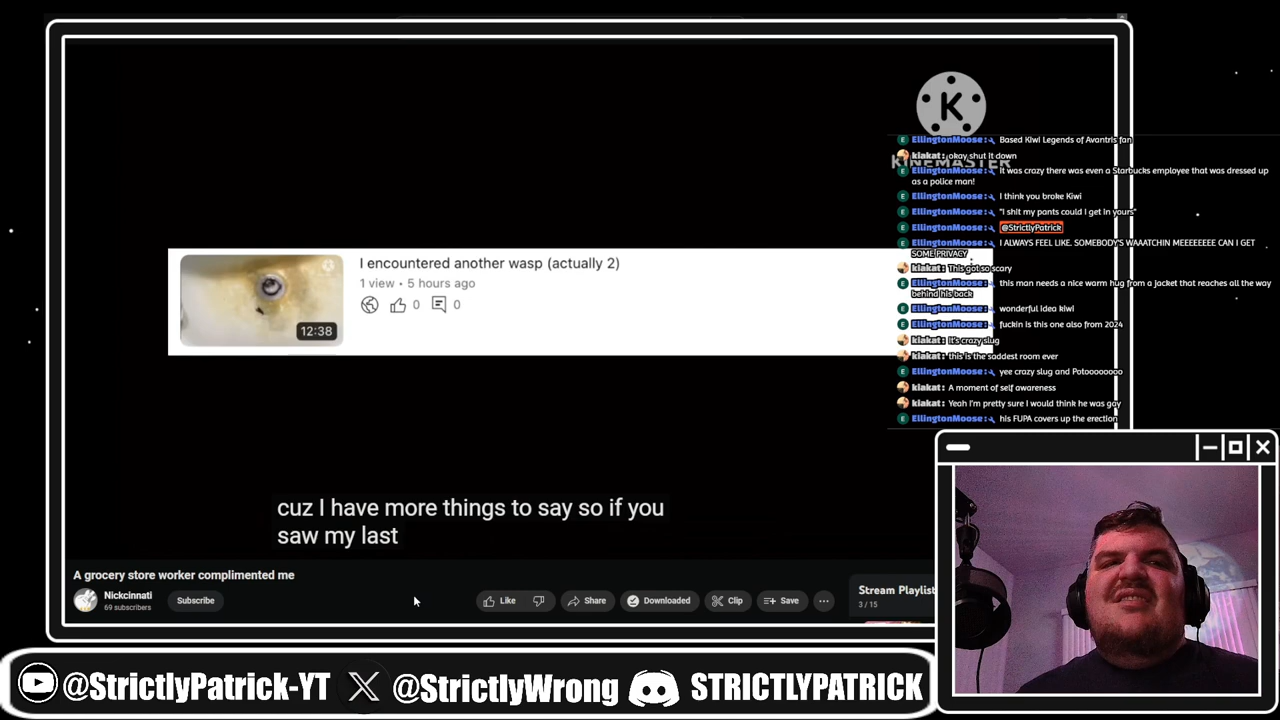 K
KINEMASTER
I encountered another wasp (actually 2)
1 view • 5 hours ago
0
0
12:38
cuz I have more things to say so if you
saw my last
A grocery store worker complimented me
Nickcinnati
69 subscribers
Subscribe
Like
Share
Downloaded
Clip
Save
Stream Playlist
3 / 15
EllingtonMoose: Based Kiwi Legends of Avantris fan
kiakat: okay shut it down
EllingtonMoose: It was crazy there was even a Starbucks employee that was dressed up
as a police man!
EllingtonMoose: I think you broke Kiwi
EllingtonMoose: "I shit my pants could I get in yours"
EllingtonMoose: @StrictlyPatrick
EllingtonMoose: I ALWAYS FEEL LIKE. SOMEBODY'S WAAATCHIN MEEEEEEE CAN I GET
SOME PRIVACY
kiakat: This got so scary
EllingtonMoose: this man needs a nice warm hug from a jacket that reaches all the way
behind his back
EllingtonMoose: wonderful idea kiwi
EllingtonMoose: fuckin is this one also from 2024
kiakat: It's crazy slug
kiakat: this is the saddest room ever
EllingtonMoose: yee crazy slug and Potooooooo
kiakat: A moment of self awareness
kiakat: Yeah I'm pretty sure I would think he was gay
EllingtonMoose: his FUPA covers up the erection
@StrictlyPatrick-YT
@StrictlyWrong
STRICTLYPATRICK